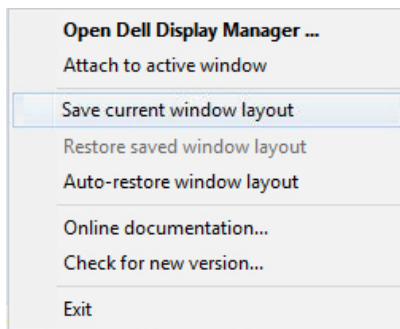 Open Dell Display Manager ...
Attach to active window
Save current window layout
Restore saved window layout
Auto-restore window layout
Online documentation...
Check for new version...
Exit